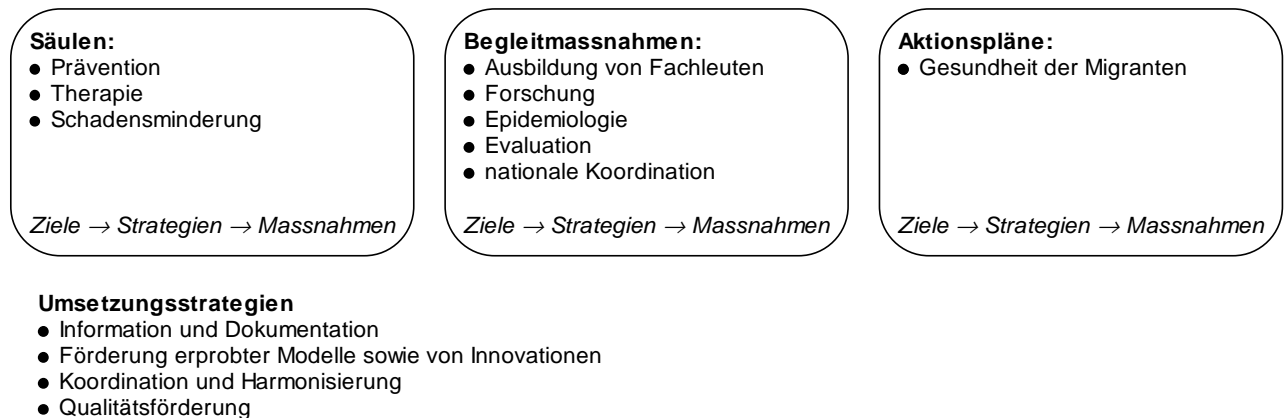 Säulen:
● Prävention
● Therapie
● Schadensminderung
Ziele → Strategien → Massnahmen
Begleitmassnahmen:
● Ausbildung von Fachleuten
● Forschung
● Epidemiologie
● Evaluation
● nationale Koordination
Ziele → Strategien → Massnahmen
Aktionspläne:
● Gesundheit der Migranten
Ziele → Strategien → Massnahmen
Umsetzungsstrategien
● Information und Dokumentation
● Förderung erprobter Modelle sowie von Innovationen
● Koordination und Harmonisierung
● Qualitätsförderung